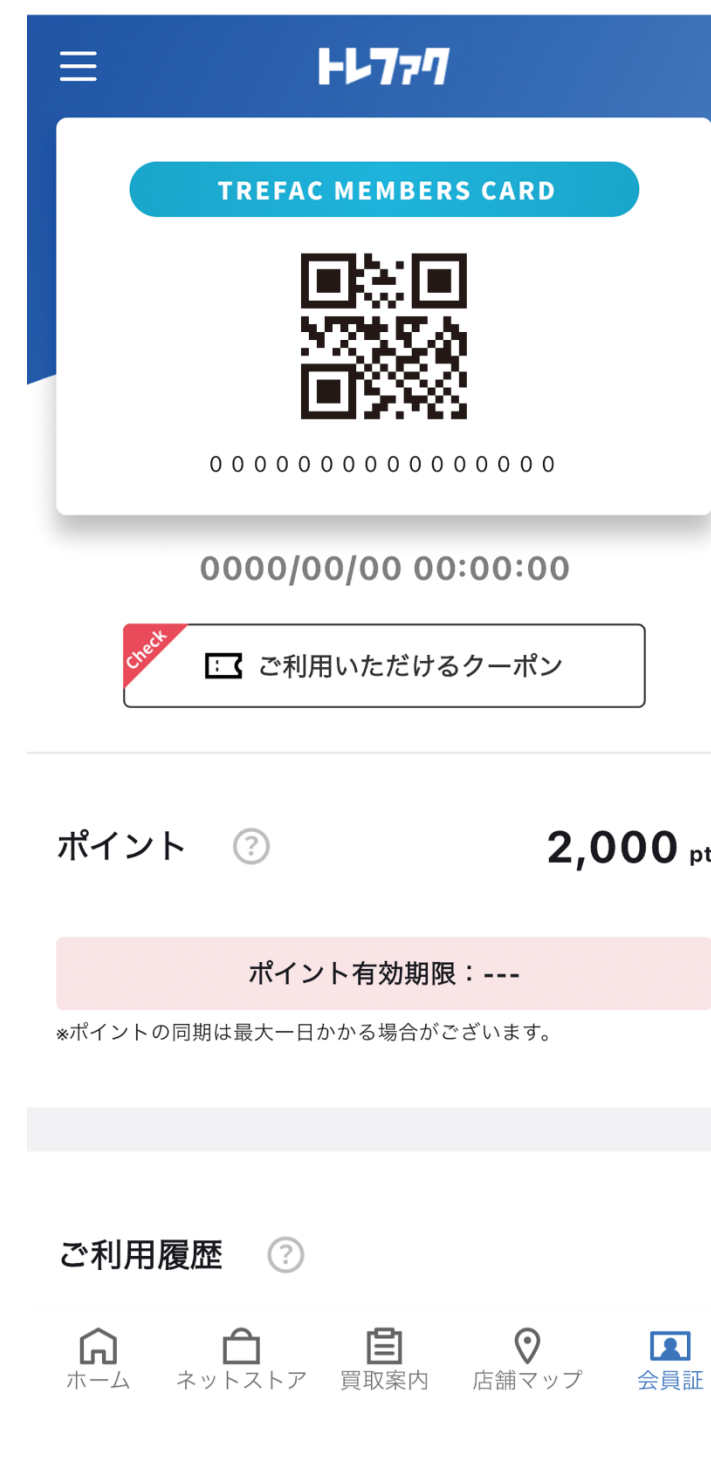 トレファク
TREFAC MEMBERS CARD
0000000000000000
0000/00/00 00:00:00
Check
ご利用いただけるクーポン
ポイント ? 2,000 pt
ポイント有効期限：---
※ポイントの同期は最大一日かかる場合がございます。
ご利用履歴 ?
ホーム ネットストア 買取案内 店舗マップ 会員証